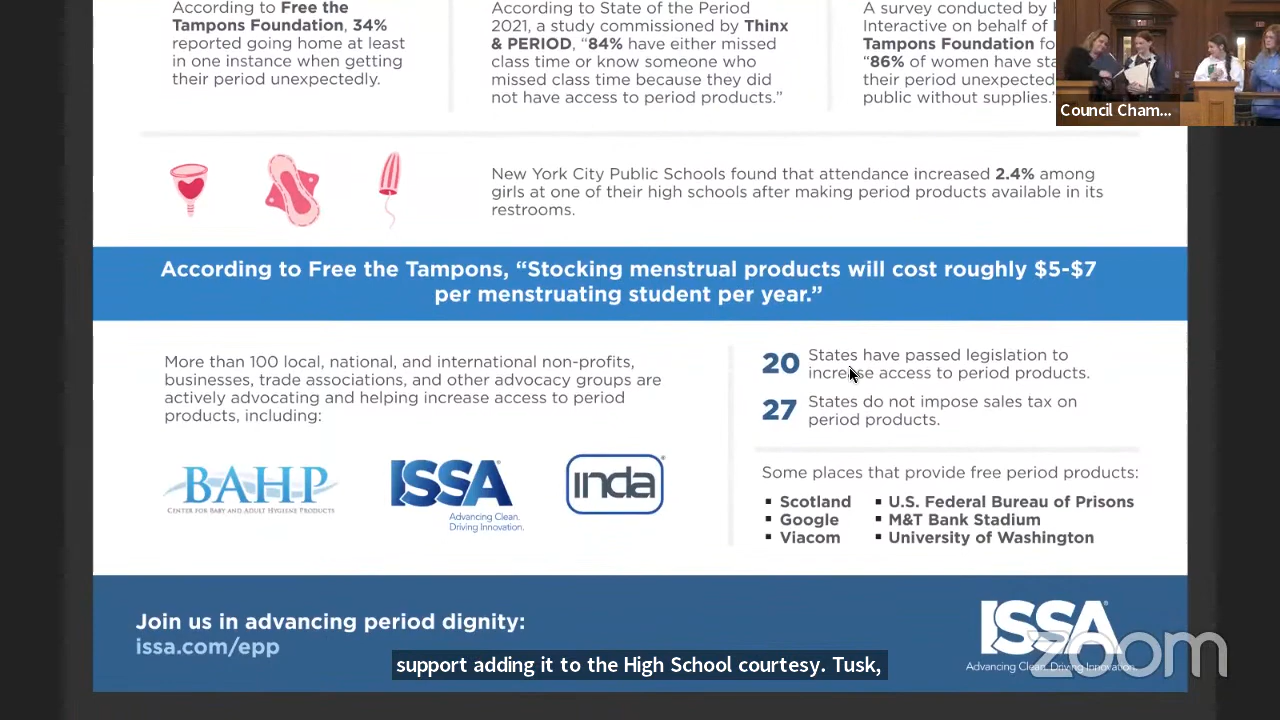 According to Free the
Tampons Foundation, 34%
reported going home at least
in one instance when getting
their period unexpectedly.
According to State of the Period
2021, a study commissioned by Thinx
& PERIOD, “84% have either missed
class time or know someone who
missed class time because they did
not have access to period products.”
A survey conducted by
Interactive on behalf of
Tampons Foundation
“86% of women have
their period
public without supplies.
Council Cham...
New York City Public Schools found that attendance increased 2.4% among
girls at one of their high schools after making period products available in its
restrooms.
According to Free the Tampons, “Stocking menstrual products will cost roughly $5-$7
per menstruating student per year.”
More than 100 local, national, and international non-profits,
businesses, trade associations, and other advocacy groups are
actively advocating and helping increase access to period
products, including:
BAHP
CENTER FOR BABY AND ADULT HYGIENE PRODUCTS
ISSA
Advancing Clean.
Driving Innovation.
inda
20 States have passed legislation to
increase access to period products.
27 States do not impose sales tax on
period products.
Some places that provide free period products:
▪ Scotland
▪ Google
▪ Viacom
▪ U.S. Federal Bureau of Prisons
▪ M&T Bank Stadium
▪ University of Washington
Join us in advancing period dignity:
issa.com/epp
ISSA
Advancing Clean. Driving Innovation.
zoom
support adding it to the High School courtesy. Tusk,